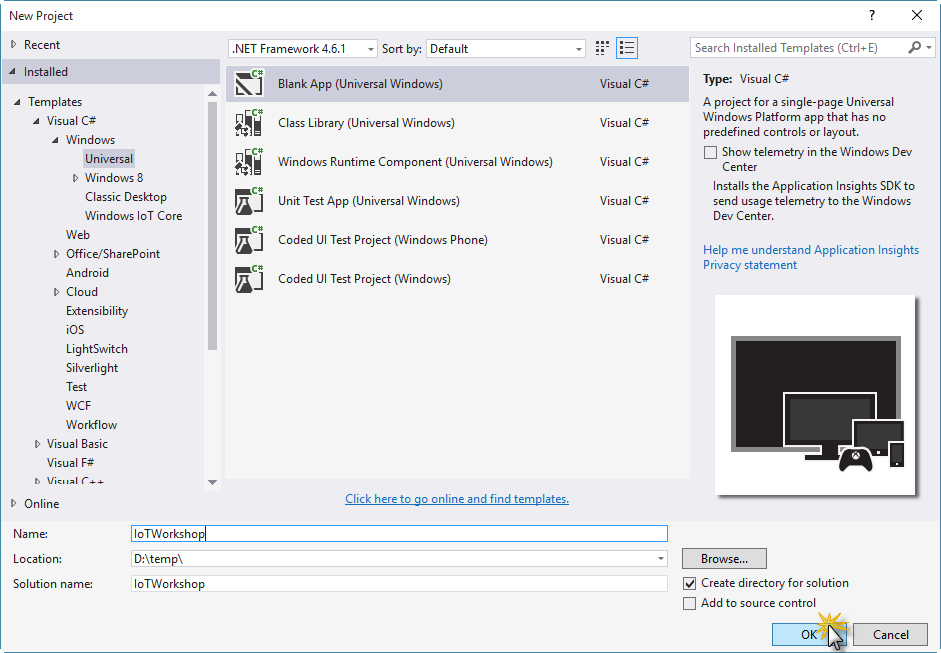 New Project
?
Recent
.NET Framework 4.6.1
Sort by:
Default
Search Installed Templates (Ctrl+E)
Installed
Templates
Visual C#
Windows
Universal
Windows 8
Classic Desktop
Windows IoT Core
Web
Office/SharePoint
Android
Cloud
Extensibility
iOS
LightSwitch
Silverlight
Test
WCF
Workflow
Visual Basic
Visual F#
Visual C++
Online
C#
Blank App (Universal Windows)
Visual C#
C#
Class Library (Universal Windows)
Visual C#
C#
Windows Runtime Component (Universal Windows)
Visual C#
C#
Unit Test App (Universal Windows)
Visual C#
C#
Coded UI Test Project (Windows Phone)
Visual C#
C#
Coded UI Test Project (Windows)
Visual C#
Click here to go online and find templates.
Type: Visual C#
A project for a single-page Universal
Windows Platform app that has no
predefined controls or layout.
Show telemetry in the Windows Dev
Center
Installs the Application Insights SDK to
send usage telemetry to the Windows
Dev Center.
Help me understand Application Insights
Privacy statement
Name:
IoTWorkshop
Location:
D:\temp\
Browse...
Solution name:
IoTWorkshop
Create directory for solution
Add to source control
OK
Cancel